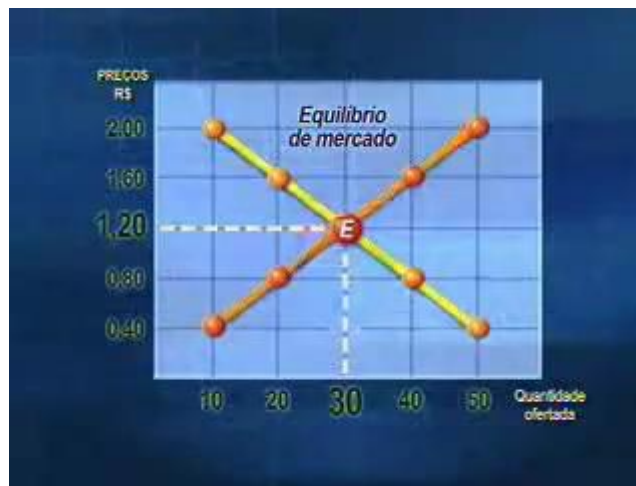 PREÇOS
R$
Equilíbrio
de mercado
2,00
1,60
1,20
0,80
0,40
E
10 20 30 40 50
Quantidade
ofertada